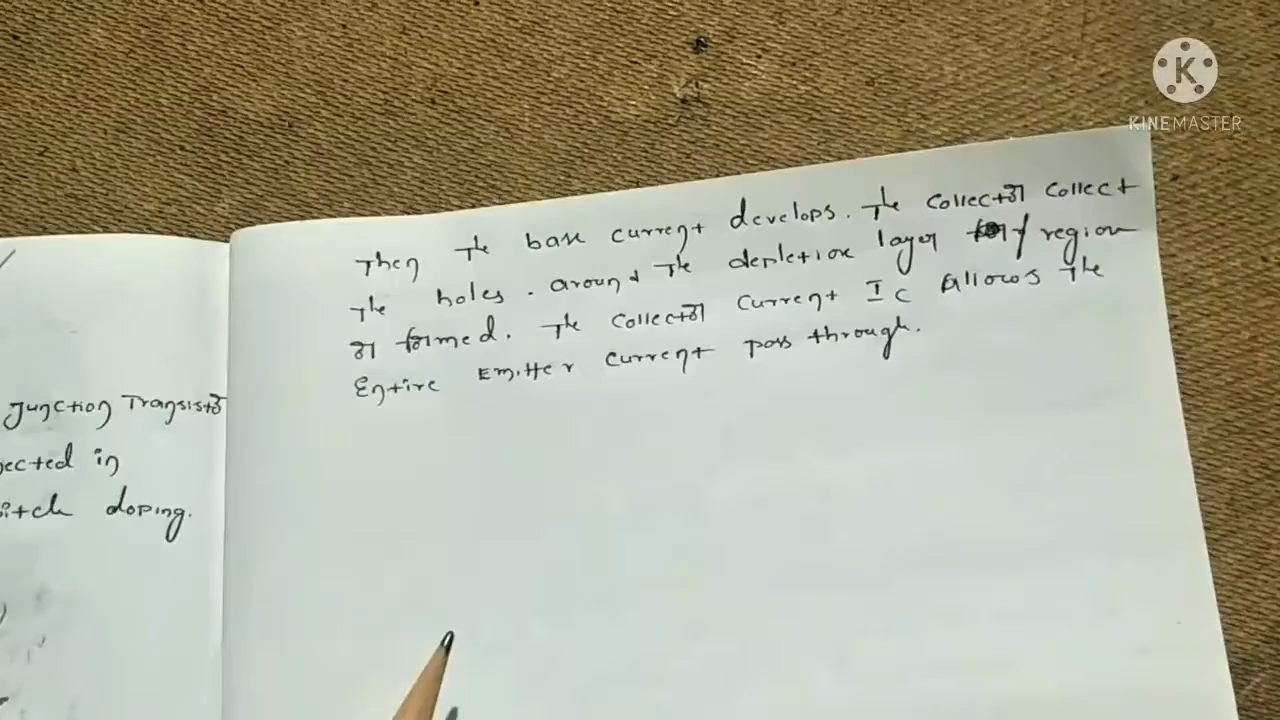 KINEMASTER
Then The base current develops. The collector collect
The holes. around The depletion layer region
or formed. The collector current IC Allows The
Entire Emitter current pass through.
Junction Transistor
ected in
itch doping.